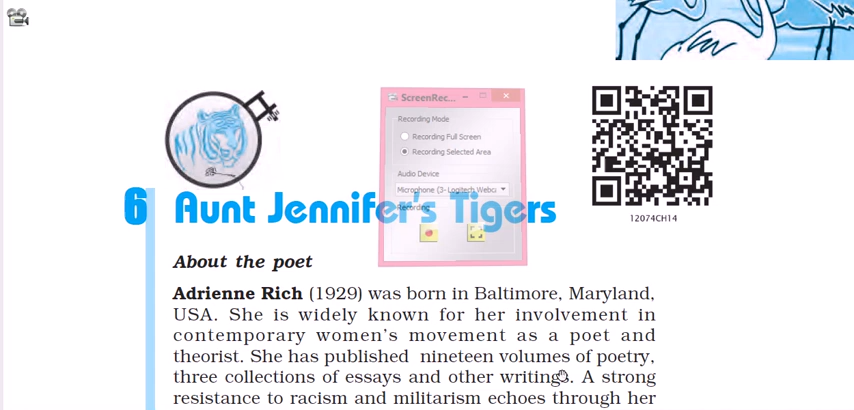 ScreenRec...
Recording Mode
Recording Full Screen
Recording Selected Area
Audio Device
Microphone (3- Logitech Webca
Recording
12074CH14
6 Aunt Jennifer's Tigers
About the poet
Adrienne Rich (1929) was born in Baltimore, Maryland,
USA. She is widely known for her involvement in
contemporary women's movement as a poet and
theorist. She has published nineteen volumes of poetry,
three collections of essays and other writings. A strong
resistance to racism and militarism echoes through her